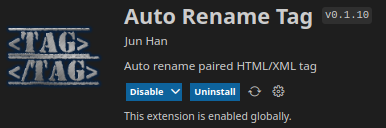 <TAG>
</TAG>
Auto Rename Tag v0.1.10
Jun Han
Auto rename paired HTML/XML tag
Disable Uninstall
This extension is enabled globally.